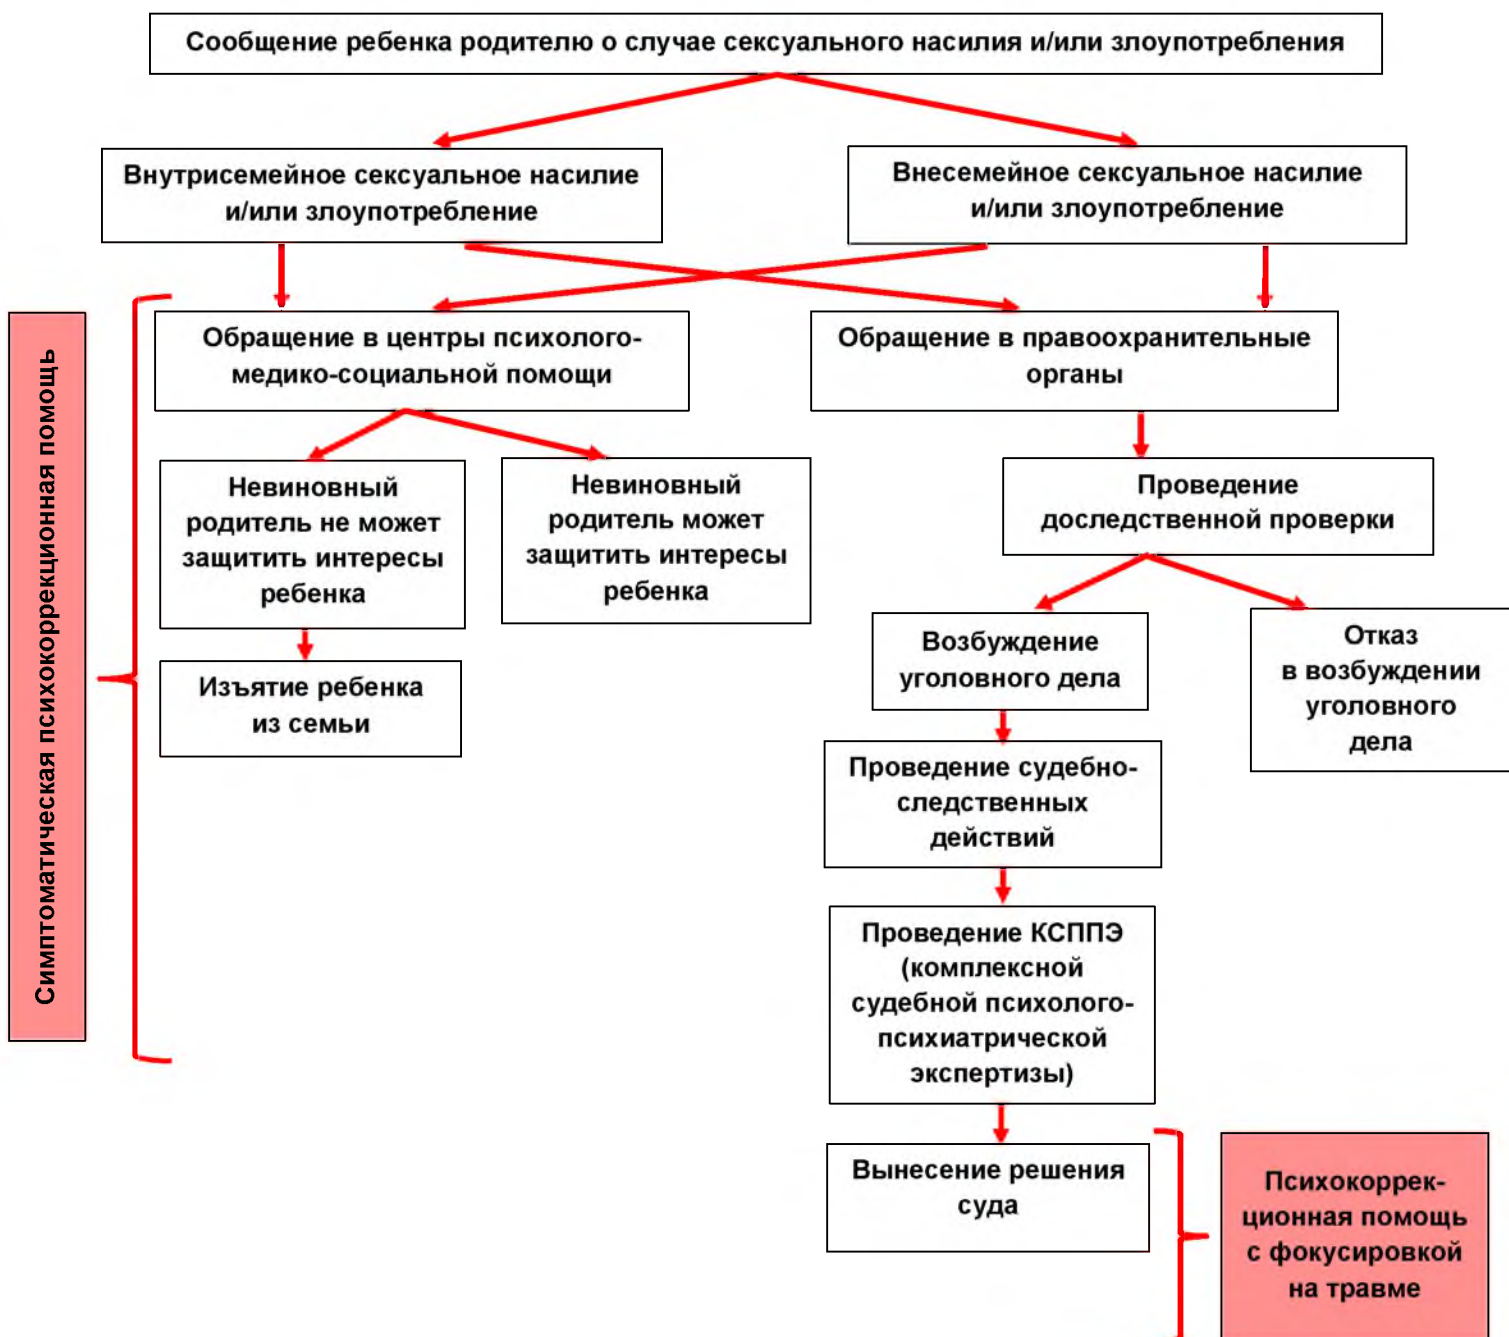 Сообщение ребенка родителю о случае сексуального насилия и/или злоупотребления
Внутрисемейное сексуальное насилие
и/или злоупотребление
Внесемейное сексуальное насилие
и/или злоупотребление
Симптоматическая психокоррекционная помощь
Обращение в центры психолого-
медико-социальной помощи
Обращение в правоохранительные
органы
Невиновный
родитель не может
защитить интересы
ребенка
Невиновный
родитель может
защитить интересы
ребенка
Проведение
доследственной проверки
Изъятие ребенка
из семьи
Возбуждение
уголовного дела
Отказ
в возбуждении
уголовного
дела
Проведение судебно-
следственных
действий
Проведение КСППЭ
(комплексной
судебной психолого-
психиатрической
экспертизы)
Вынесение решения
суда
Психокоррек-
ционная помощь
с фокусировкой
на травме